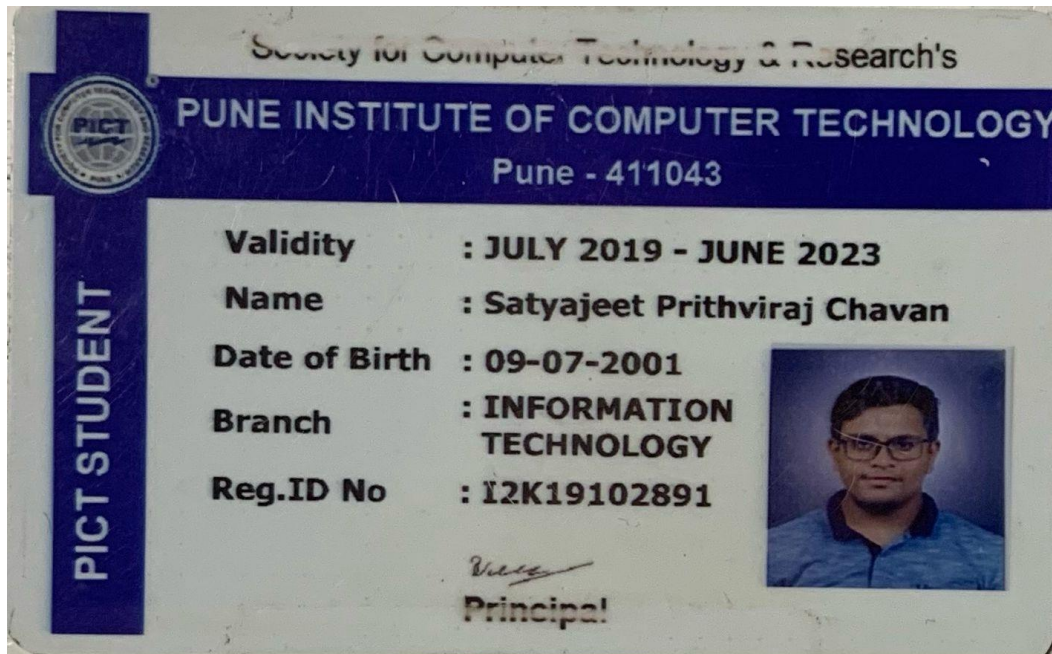 Society for Computer Technology & Research's
PICT
PUNE INSTITUTE OF COMPUTER TECHNOLOGY
Pune - 411043
PICT STUDENT
Validity : JULY 2019 - JUNE 2023
Name : Satyajeet Prithviraj Chavan
Date of Birth : 09-07-2001
Branch : INFORMATION
TECHNOLOGY
Reg.ID No : I2K19102891
Principal